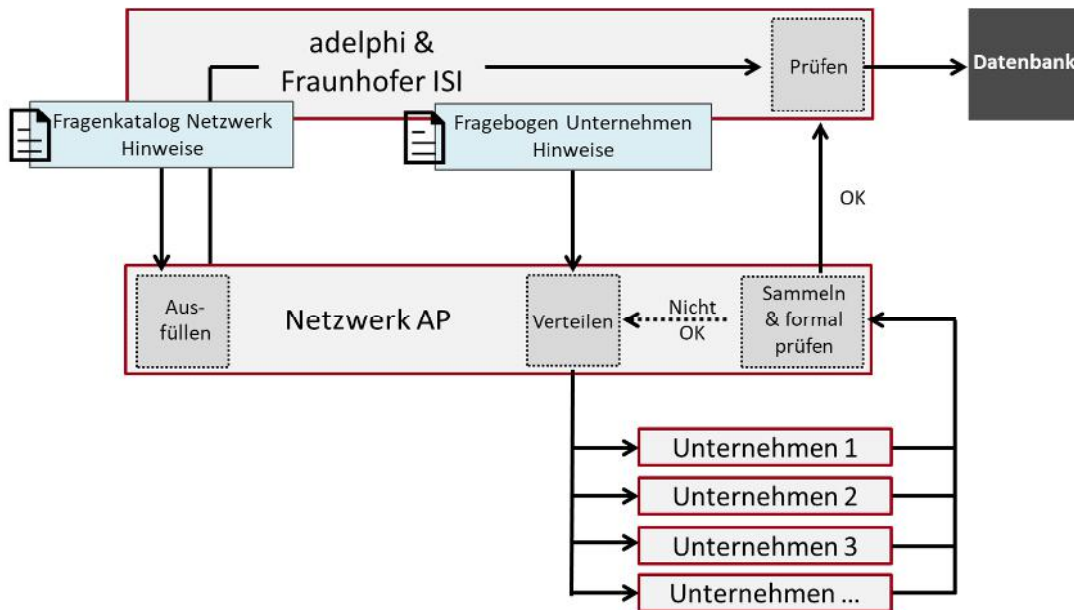 adelphi &
Fraunhofer ISI
Prüfen
Datenbank
Fragenkatalog Netzwerk
Hinweise
Fragebogen Unternehmen
Hinweise
OK
Aus-
füllen
Netzwerk AP
Verteilen
Nicht
OK
Sammeln
& formal
prüfen
Unternehmen 1
Unternehmen 2
Unternehmen 3
Unternehmen ...